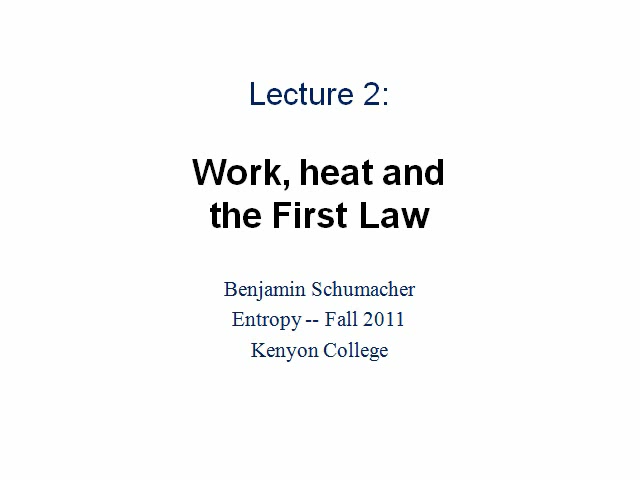 Lecture 2:
Work, heat and
the First Law
Benjamin Schumacher
Entropy -- Fall 2011
Kenyon College